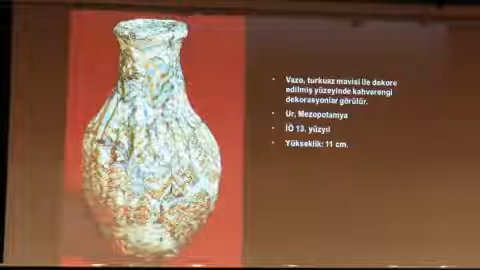 Vazo, turkuaz mavisi ile dekore
edilmiş yüzeyinde kahverengi
dekorasyonlar görülür.
Ur, Mezopotamya
İÖ 13. yüzyıl
Yükseklik: 11 cm.